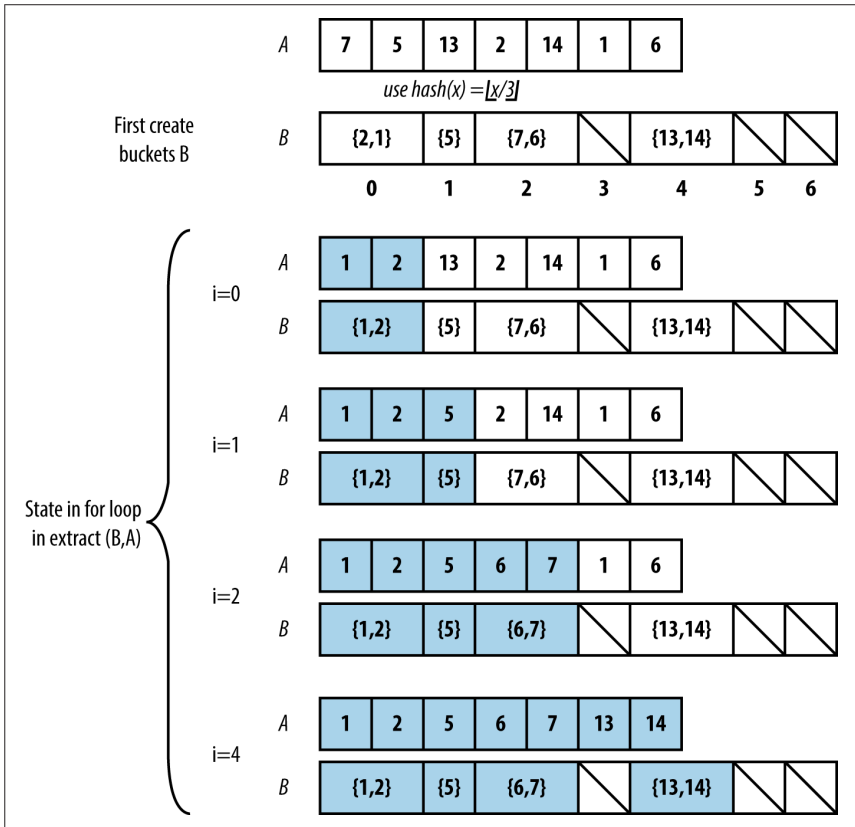 A 7 5 13 2 14 1 6
use hash(x) = ⌊x/3⌋
First create
buckets B
B {2,1} {5} {7,6} {13,14}
0 1 2 3 4 5 6
State in for loop
in extract (B,A)
i=0
A 1 2 13 2 14 1 6
B {1,2} {5} {7,6} {13,14}
i=1
A 1 2 5 2 14 1 6
B {1,2} {5} {7,6} {13,14}
i=2
A 1 2 5 6 7 1 6
B {1,2} {5} {6,7} {13,14}
i=4
A 1 2 5 6 7 13 14
B {1,2} {5} {6,7} {13,14}